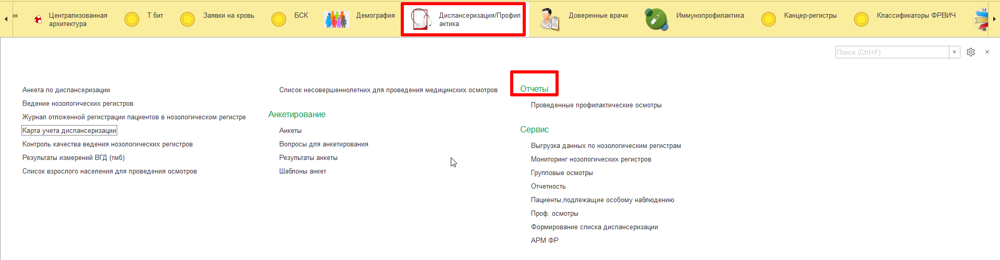 он
Централизованная
архитектура
Т бит
Заявки на кровь
БСК
Демография
Диспансеризация/Профил
актика
Доверенные врачи
Иммунопрофилактика
Канцер-регистры
Классификаторы ФРВИЧ
Поиск (Ctrl+F)
Анкета по диспансеризации
Ведение нозологических регистров
Журнал отложенной регистрации пациентов в нозологическом регистре
Карта учета диспансеризации
Контроль качества ведения нозологических регистров
Результаты измерений ВГД (тмб)
Список взрослого населения для проведения осмотров
Список несовершеннолетних для проведения медицинских осмотров
Анкетирование
Анкеты
Вопросы для анкетирования
Результаты анкеты
Шаблоны анкет
Отчеты
Проведенные профилактические осмотры
Сервис
Выгрузка данных по нозологическим регистрам
Мониторинг нозологических регистров
Групповые осмотры
Отчетность
Пациенты,подлежащие особому наблюдению
Проф. осмотры
Формирование списка диспансеризации
АРМ ФР